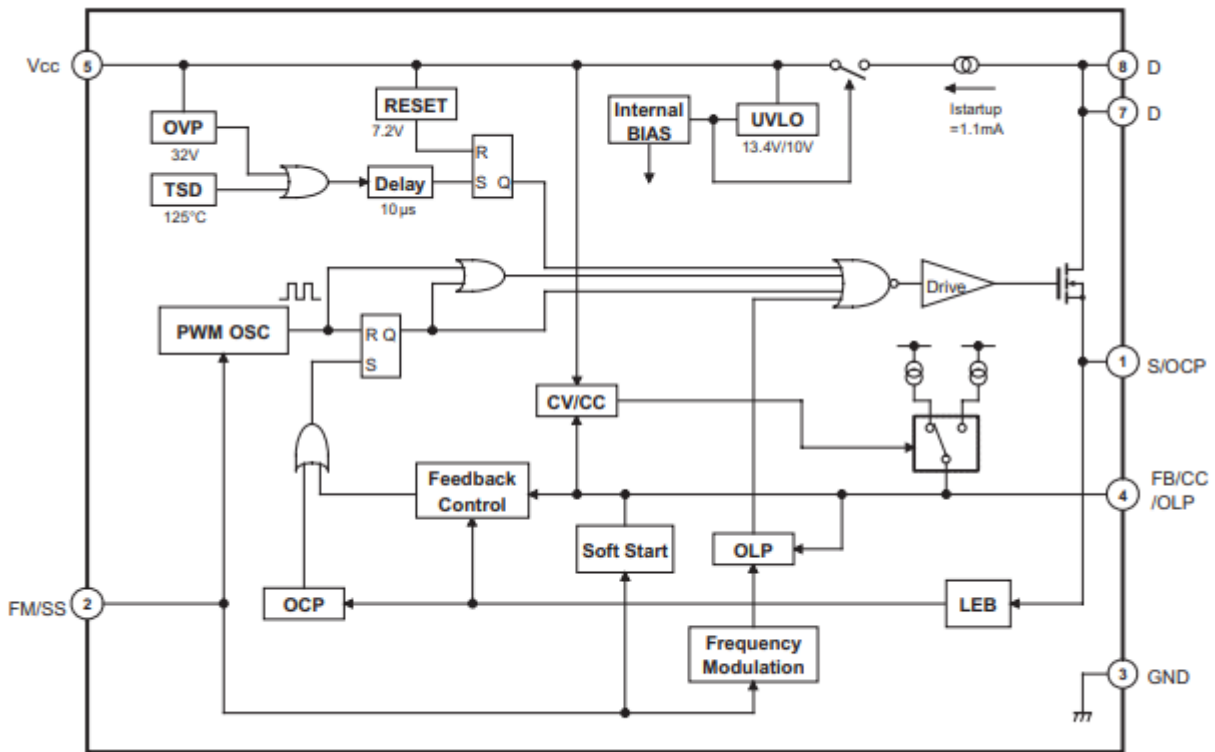 Vcc
5
8
D
7
D
Istartup
=1.1mA
RESET
7.2V
OVP
32V
TSD
125°C
Delay
10μs
R
S Q
Internal
BIAS
UVLO
13.4V/10V
PWM OSC
R Q
S
Drive
1
S/OCP
CV/CC
Feedback
Control
4
FB/CC
/OLP
Soft Start
OLP
FM/SS
2
OCP
LEB
Frequency
Modulation
3
GND